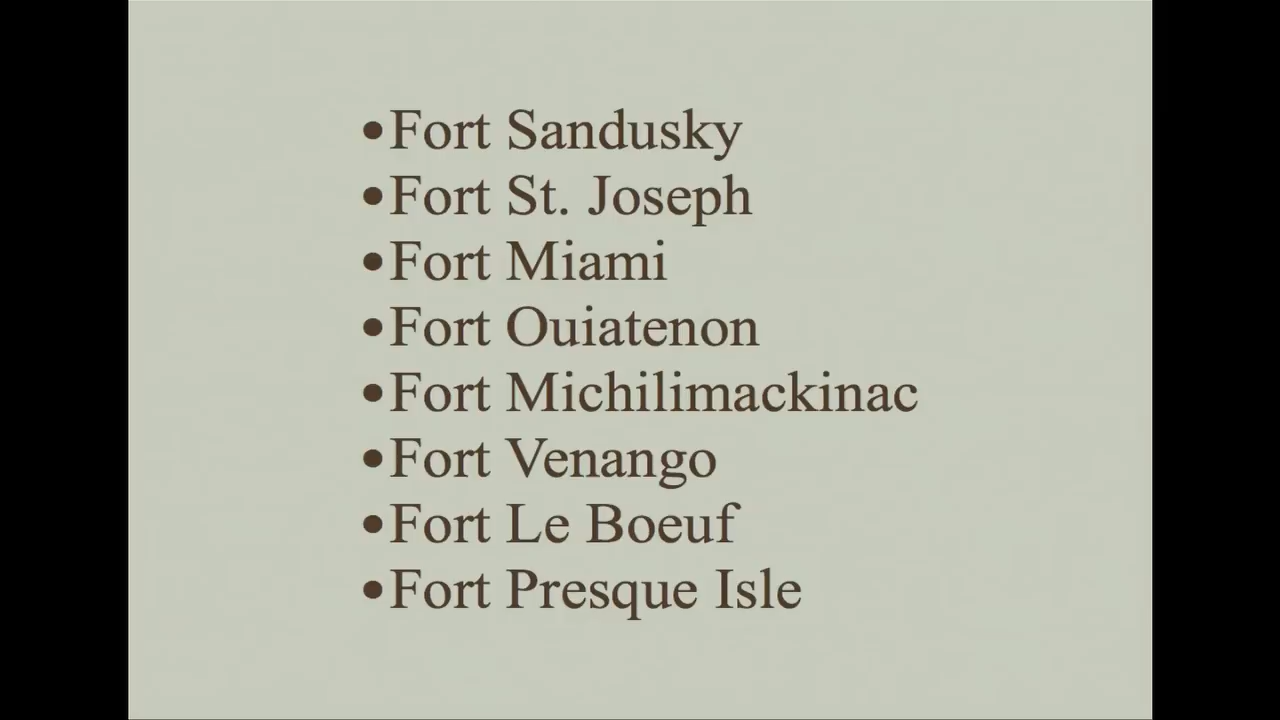 •Fort Sandusky
•Fort St. Joseph
•Fort Miami
•Fort Ouiatenon
•Fort Michilimackinac
•Fort Venango
•Fort Le Boeuf
•Fort Presque Isle